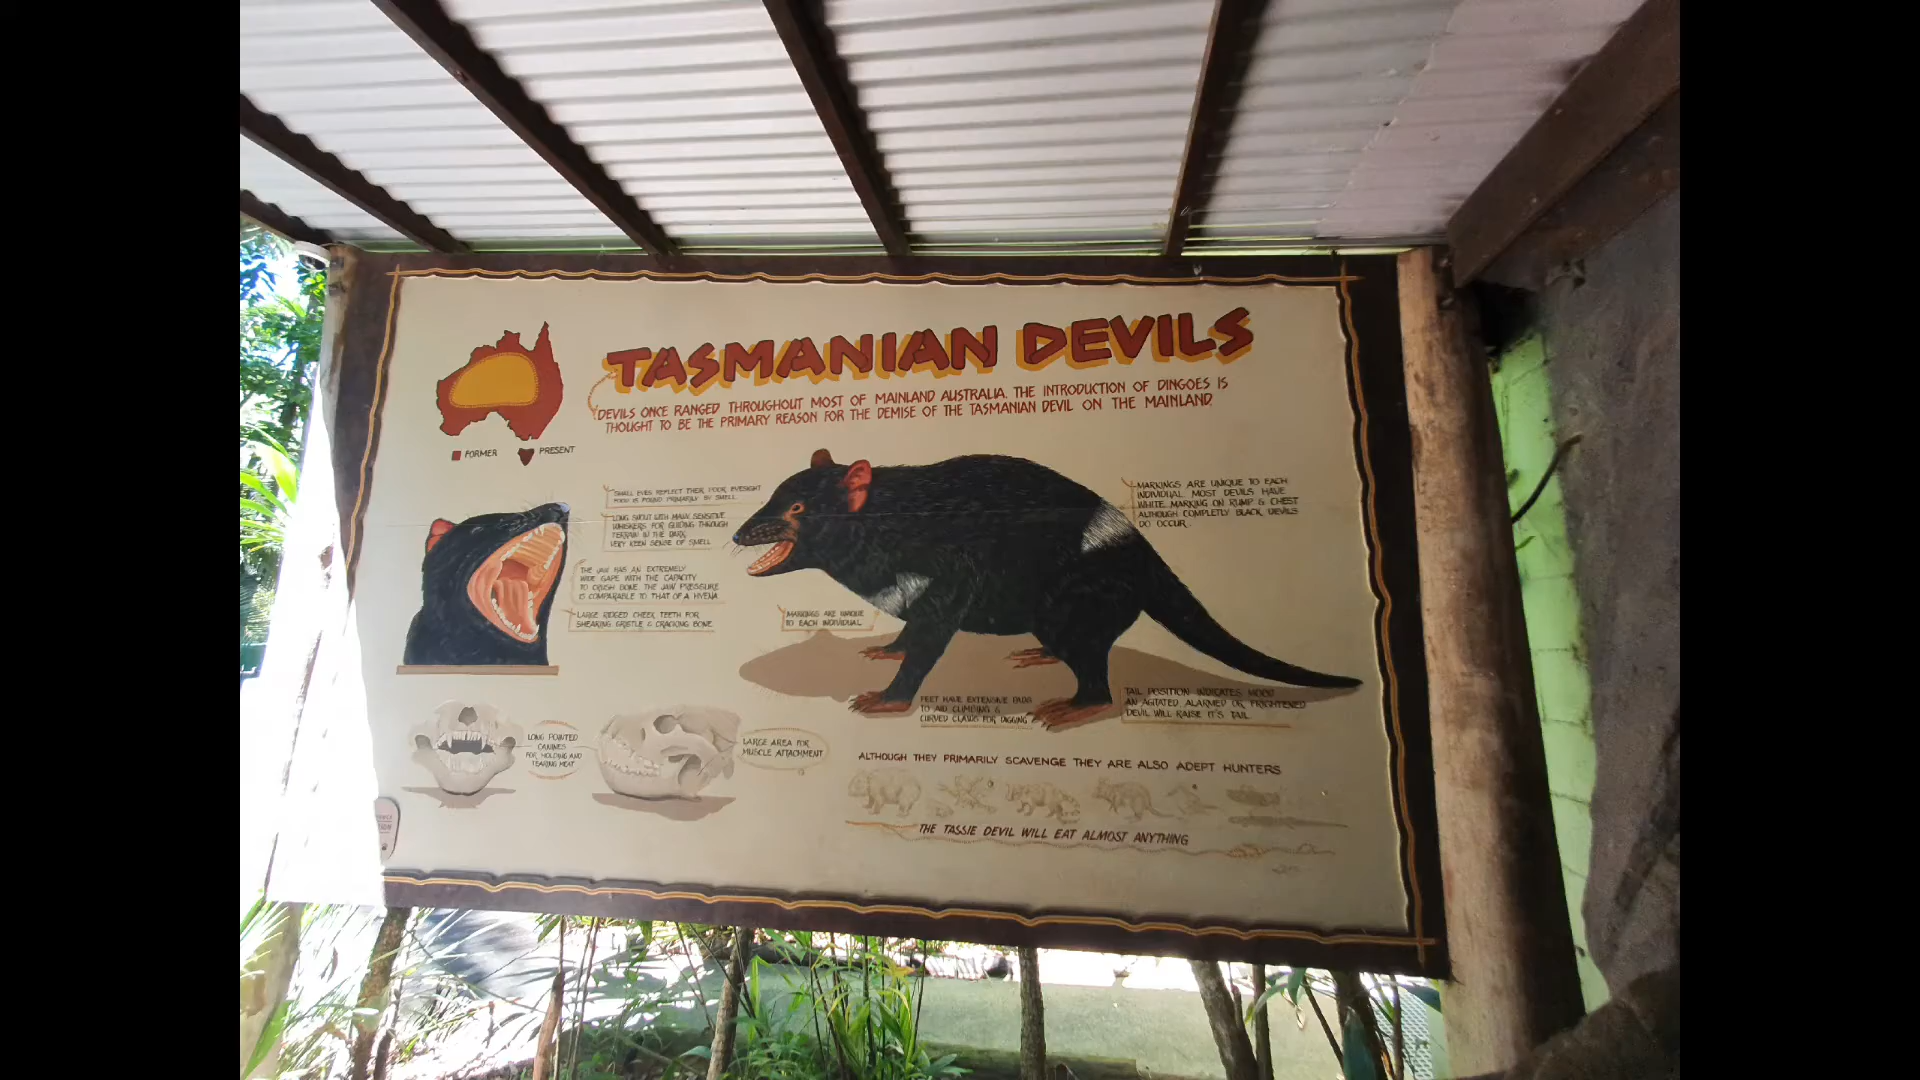 TASMANIAN DEVILS
DEVILS ONCE RANGED THROUGHOUT MOST OF MAINLAND AUSTRALIA. THE INTRODUCTION OF DINGOES IS
THOUGHT TO BE THE PRIMARY REASON FOR THE DEMISE OF THE TASMANIAN DEVIL ON THE MAINLAND.
FORMER
PRESENT
SMALL EYES REFLECT THEIR POOR EYESIGHT
FOOD IS FOUND PRIMARILY BY SMELL.
LONG SNOUT WITH MANY SENSITIVE
WHISKERS FOR GUIDING THROUGH
TERRAIN IN THE DARK,
VERY KEEN SENSE OF SMELL
THE JAW HAS AN EXTREMELY
WIDE GAPE WITH THE CAPACITY
TO CRUSH BONE. THE JAW PRESSURE
IS COMPARABLE TO THAT OF A HYENA
LARGE RIDGED CHEEK TEETH FOR
SHEARING GRISTLE & CRACKING BONE
MARKINGS ARE UNIQUE
TO EACH INDIVIDUAL
MARKINGS ARE UNIQUE TO EACH
INDIVIDUAL. MOST DEVILS HAVE
WHITE MARKING ON RUMP & CHEST
ALTHOUGH COMPLETLY BLACK DEVILS
DO OCCUR.
FEET HAVE EXTENSIVE PADS
TO AID CLIMBING &
CURVED CLAWS FOR DIGGING
TAIL POSITION INDICATES MOOD
AN AGITATED, ALARMED OR FRIGHTENED
DEVIL WILL RAISE IT'S TAIL
LONG POINTED
CANINES
FOR HOLDING AND
TEARING MEAT
LARGE AREA FOR
MUSCLE ATTACHMENT
ALTHOUGH THEY PRIMARILY SCAVENGE THEY ARE ALSO ADEPT HUNTERS
THE TASSIE DEVIL WILL EAT ALMOST ANYTHING